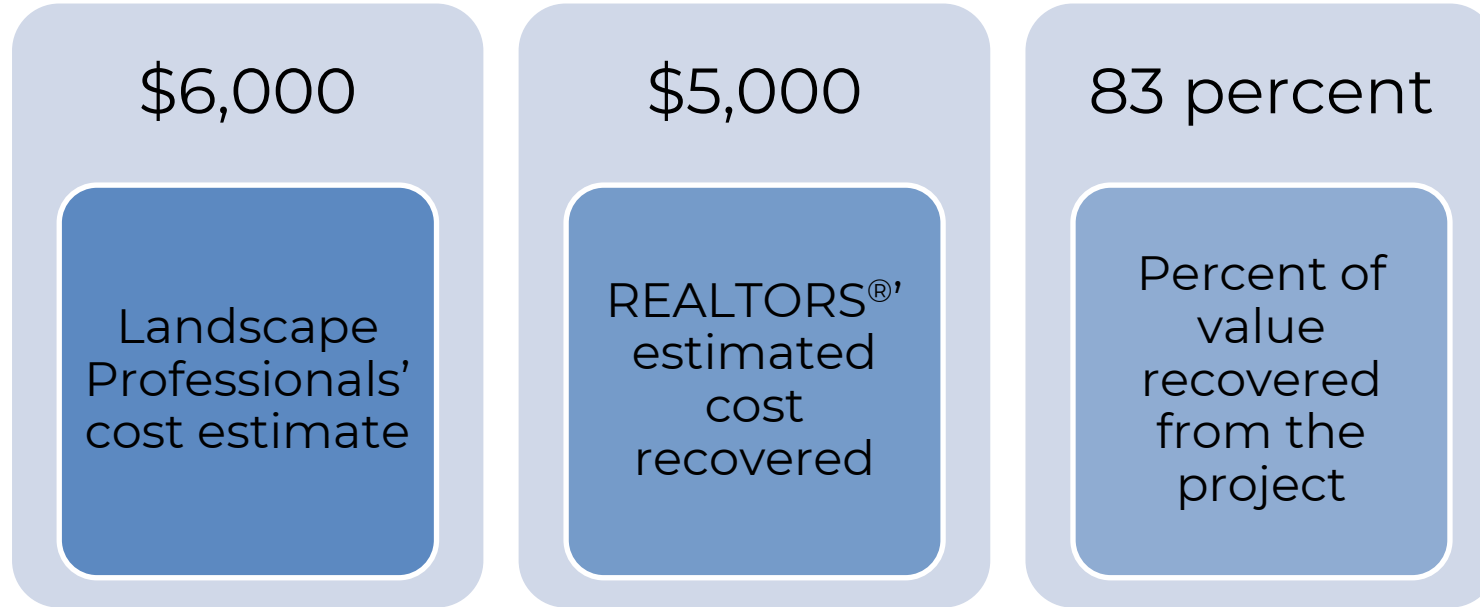 $6,000
Landscape
Professionals’
cost estimate
$5,000
REALTORS®’
estimated
cost
recovered
83 percent
Percent of
value
recovered
from the
project